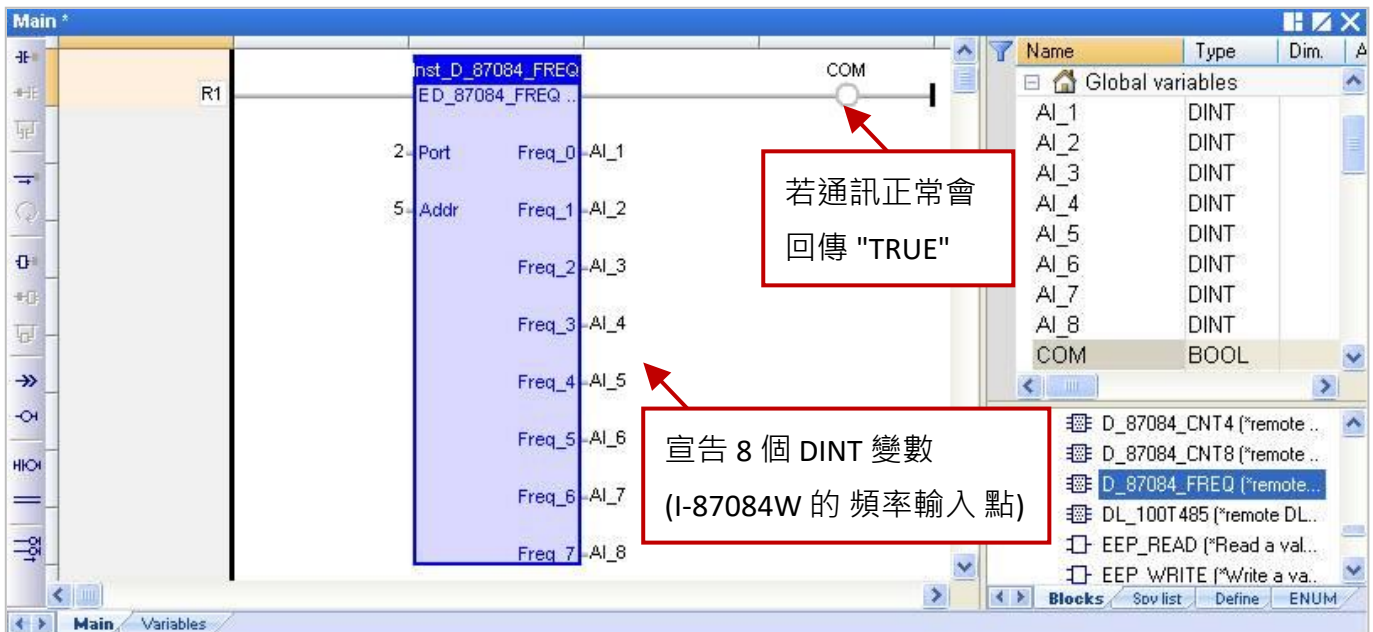 Main *
Name Type Dim. A
Inst_D_87084_FREQ
COM
Global variables
R1
E D_87084_FREQ ..
AI_1 DINT
AI_2 DINT
2 Port Freq_0 AI_1
AI_3 DINT
若通訊正常會
AI_4 DINT
5 Addr Freq_1 AI_2
AI_5 DINT
回傳 "TRUE"
AI_6 DINT
Freq_2 AI_3
AI_7 DINT
AI_8 DINT
Freq_3 AI_4
COM BOOL
Freq_4 AI_5
D_87084_CNT4 (*remote ..
Freq_5 AI_6
宣告 8 個 DINT 變數
D_87084_CNT8 (*remote ..
D_87084_FREQ (*remote...
Freq_6 AI_7
(I-87084W 的 頻率輸入 點)
DL_100T485 (*remote DL..
EEP_READ (*Read a val...
Freq_7 AI_8
EEP_WRITE (*Write a va..
Blocks Spy list Define ENUM
Main Variables